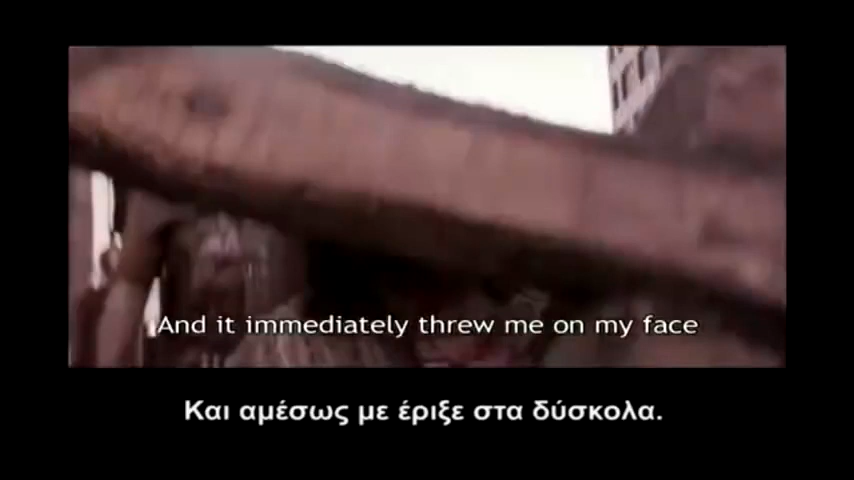 And it immediately threw me on my face
Και αμέσως με έριξε στα δύσκολα.